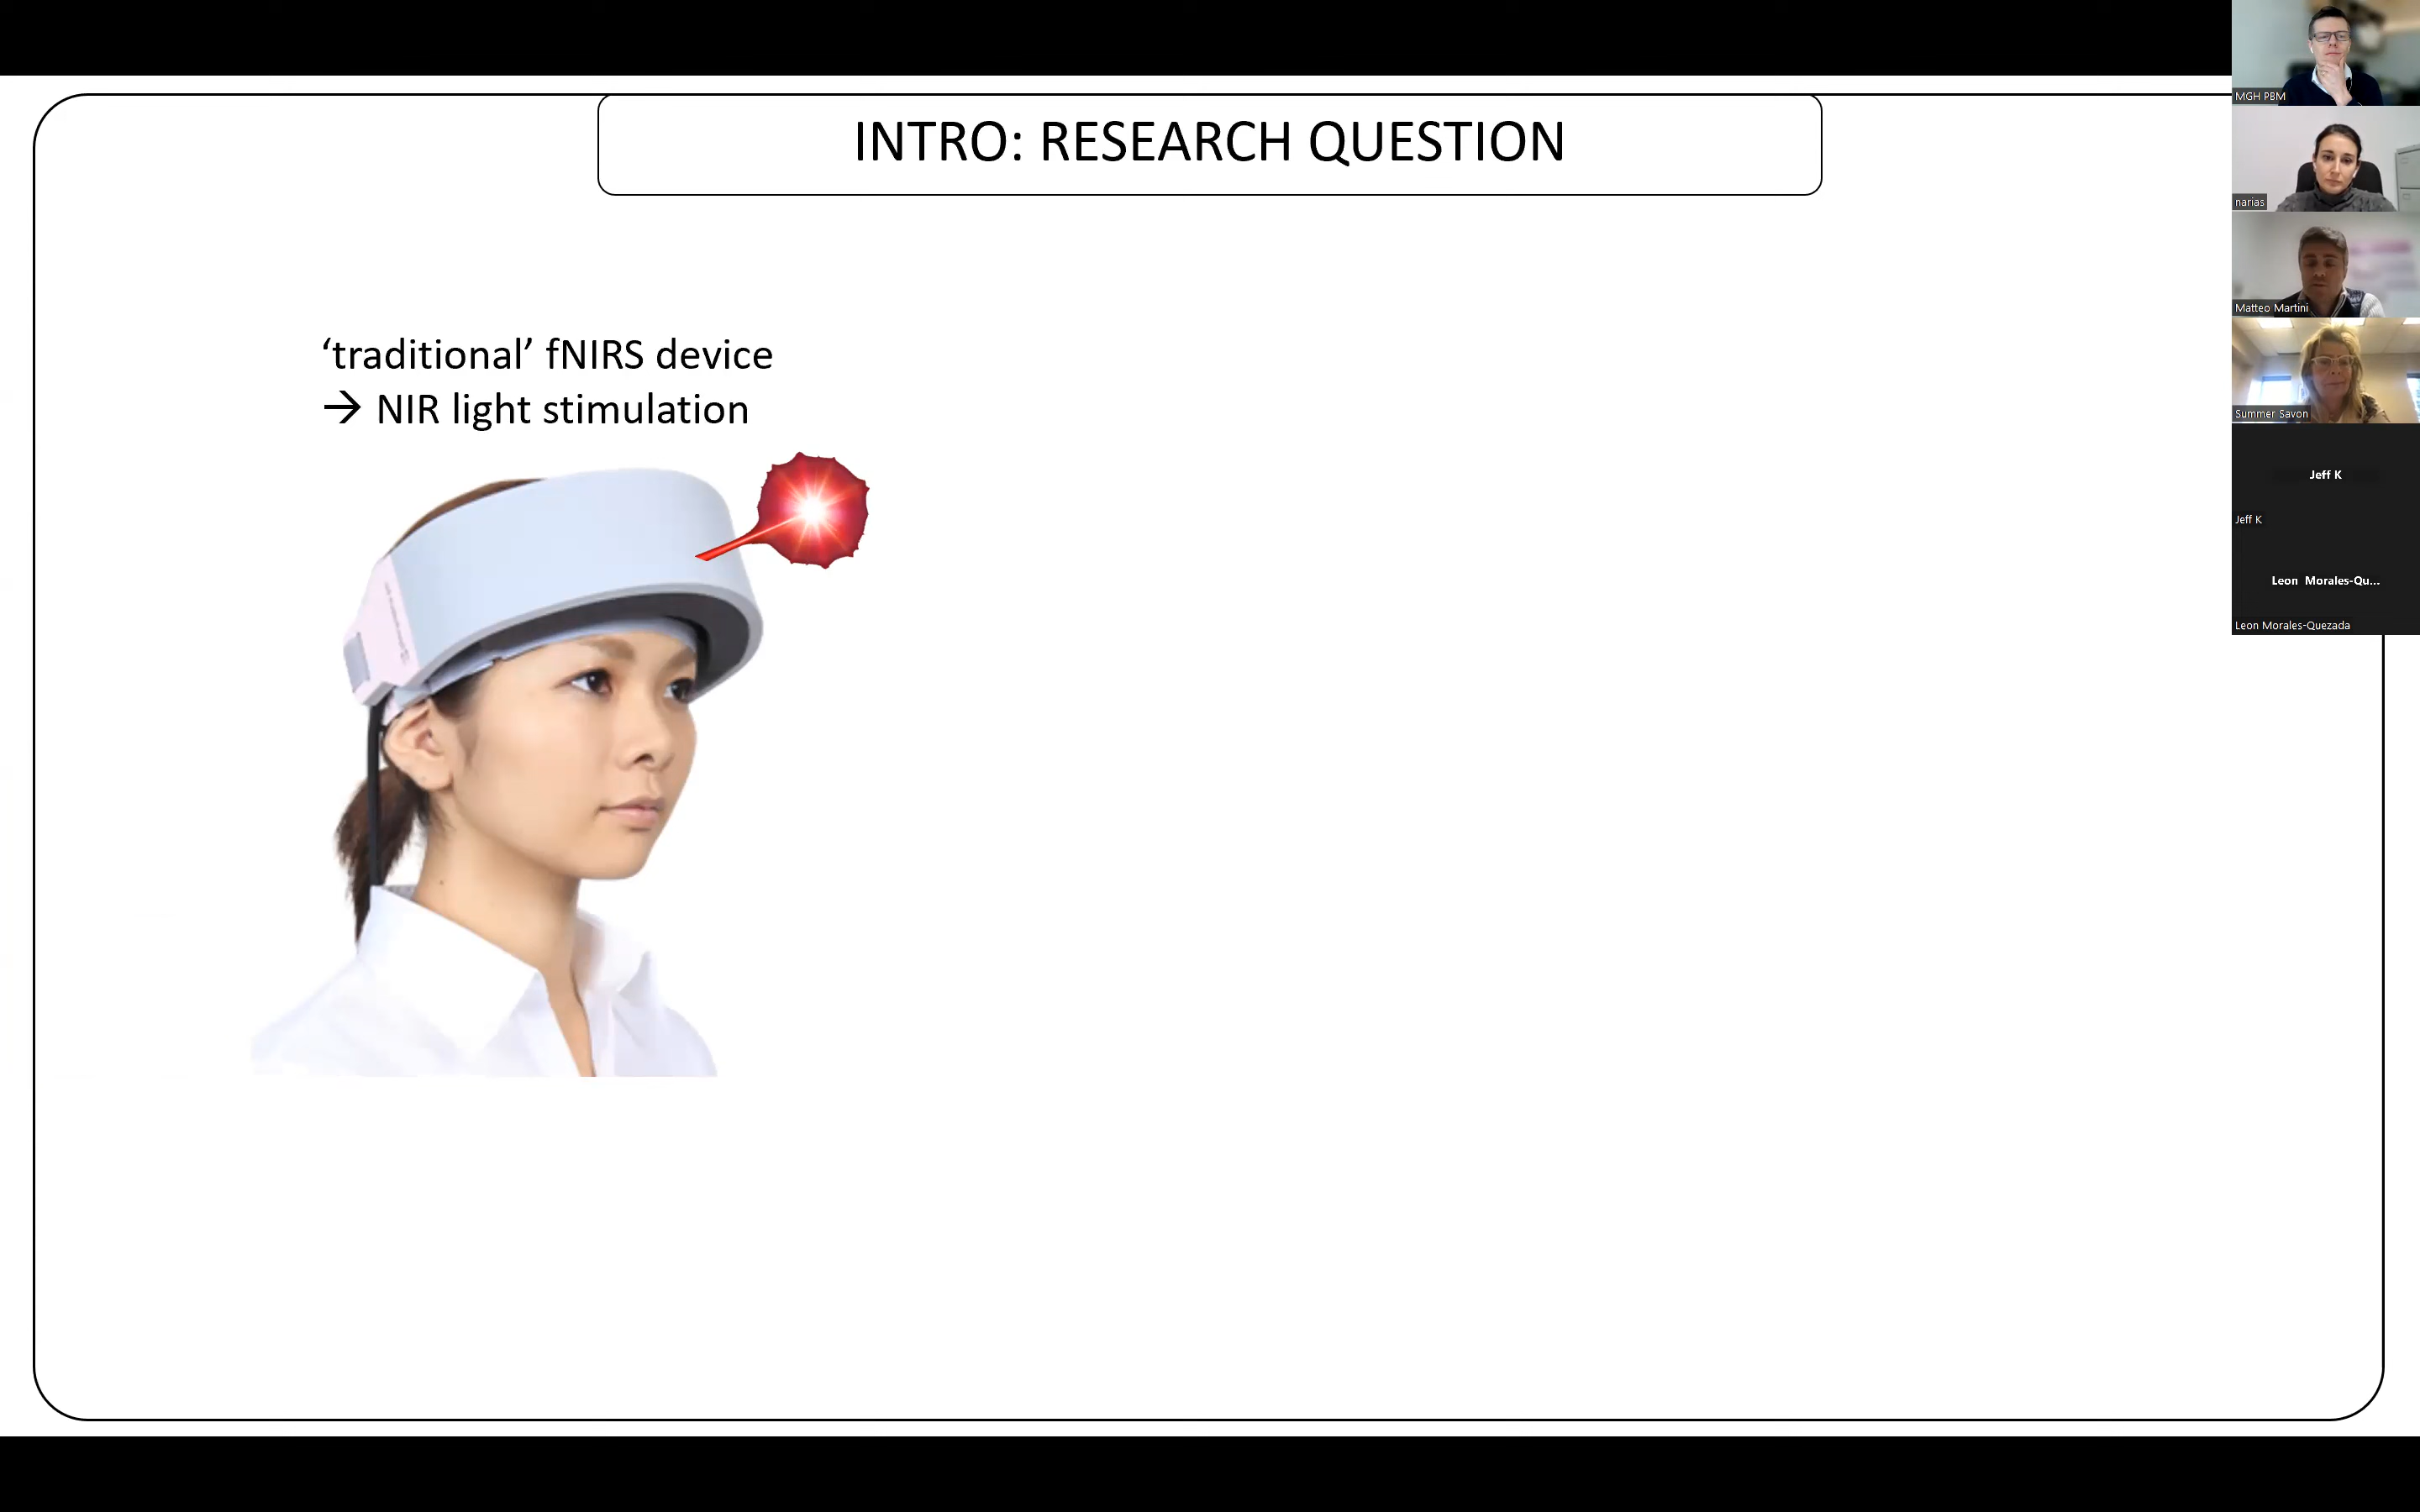 INTRO: RESEARCH QUESTION
‘traditional’ fNIRS device
→ NIR light stimulation
MGH PBM
narias
Matteo Martini
Summer Savon
Jeff K
Jeff K
Leon Morales-Qu...
Leon Morales-Quezada